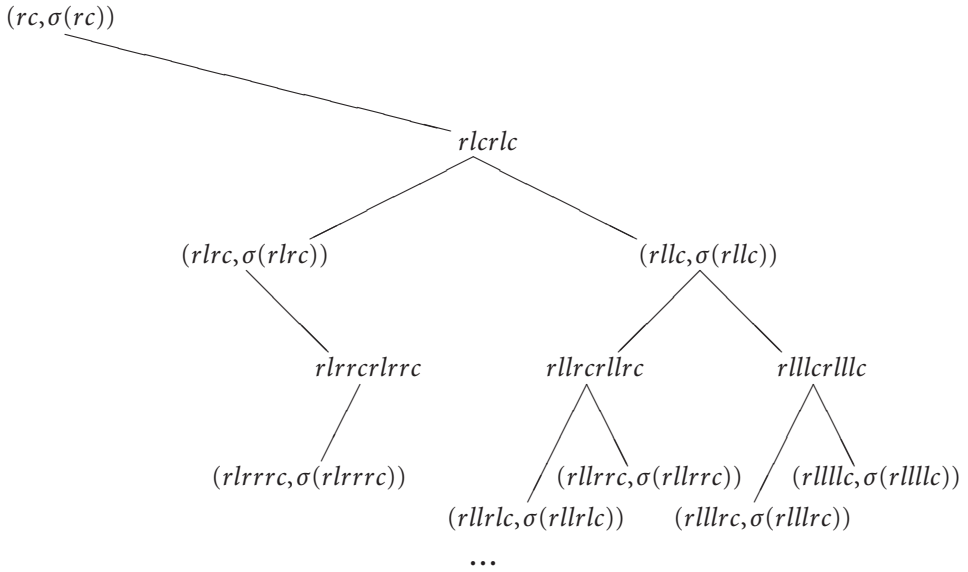 (rc,σ(rc))
rlcrlc
(rlrc,σ(rlrc)) (rllc,σ(rllc))
rlrrcrlrrc rllrcrllrc rlllcrlllc
(rlrrrc,σ(rlrrrc)) (rllrrc,σ(rllrrc)) (rllllc,σ(rllllc))
(rllrlc,σ(rllrlc)) (rlllrc,σ(rlllrc))
...